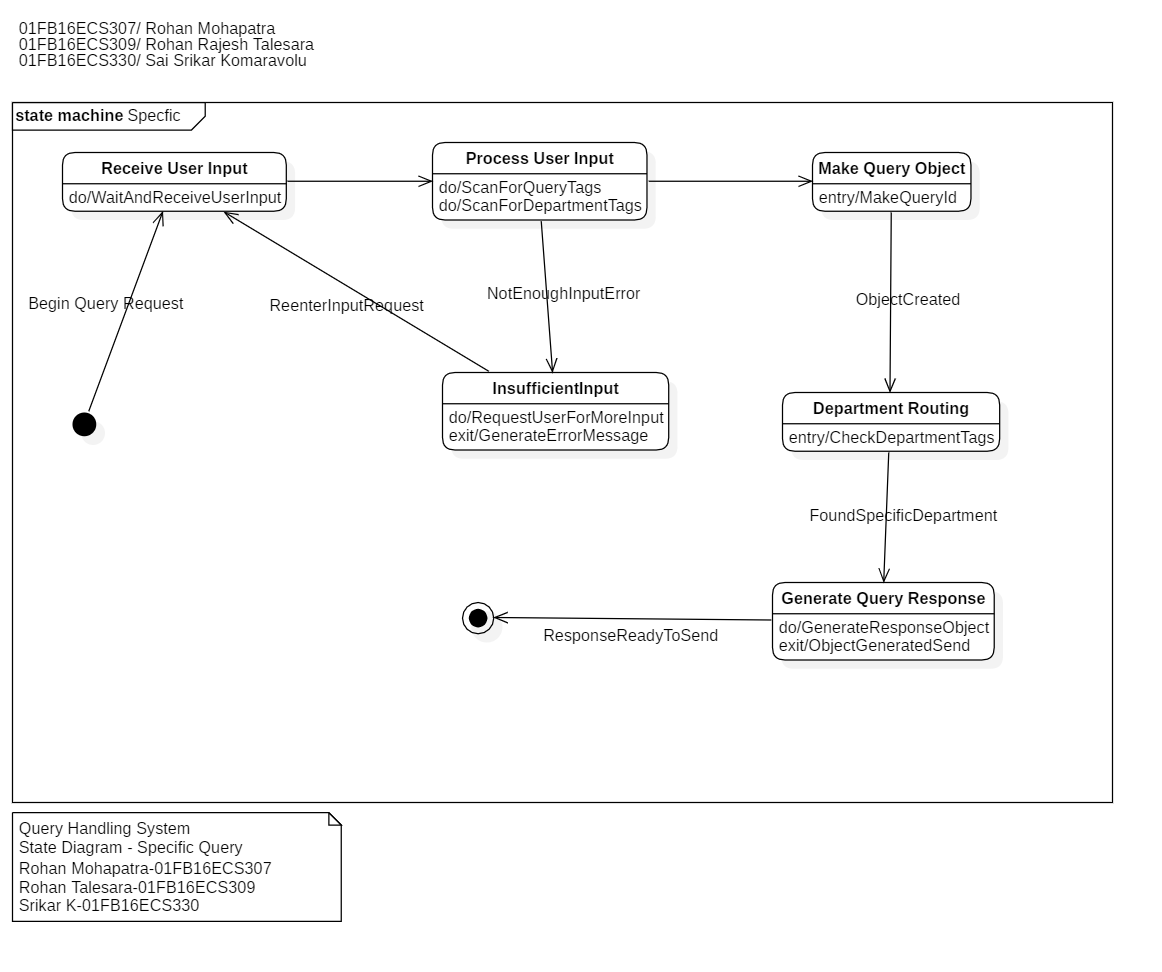 01FB16ECS307/ Rohan Mohapatra
01FB16ECS309/ Rohan Rajesh Talesara
01FB16ECS330/ Sai Srikar Komaravolu
state machine Specfic
Receive User Input
do/WaitAndReceiveUserInput
Process User Input
do/ScanForQueryTags
do/ScanForDepartmentTags
Make Query Object
entry/MakeQueryId
Begin Query Request
ReenterInputRequest
NotEnoughInputError
ObjectCreated
InsufficientInput
do/RequestUserForMoreInput
exit/GenerateErrorMessage
Department Routing
entry/CheckDepartmentTags
FoundSpecificDepartment
Generate Query Response
do/GenerateResponseObject
exit/ObjectGeneratedSend
ResponseReadyToSend
Query Handling System
State Diagram - Specific Query
Rohan Mohapatra-01FB16ECS307
Rohan Talesara-01FB16ECS309
Srikar K-01FB16ECS330